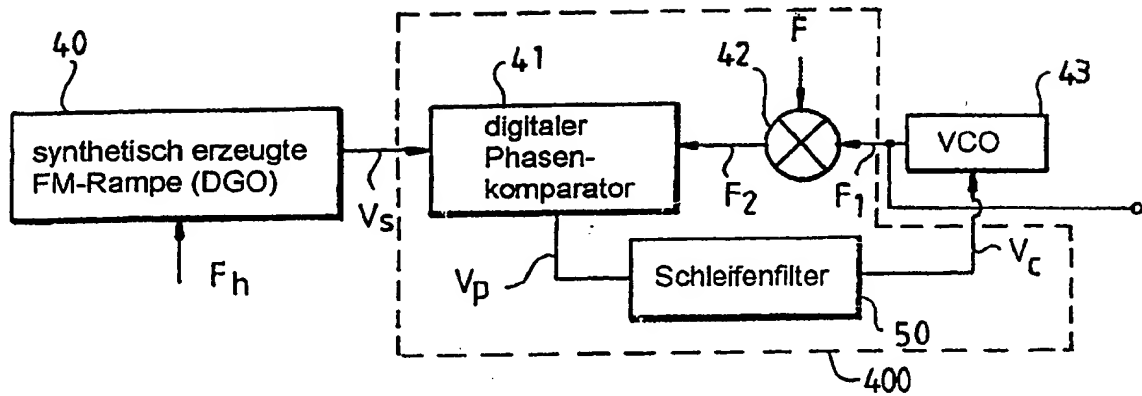 40
synthetisch erzeugte
FM-Rampe (DGO)
Fh
Vs
41
digitaler
Phasen-
komparator
42
F
F2
F1
43
VCO
Vp
Schleifenfilter
50
Vc
400